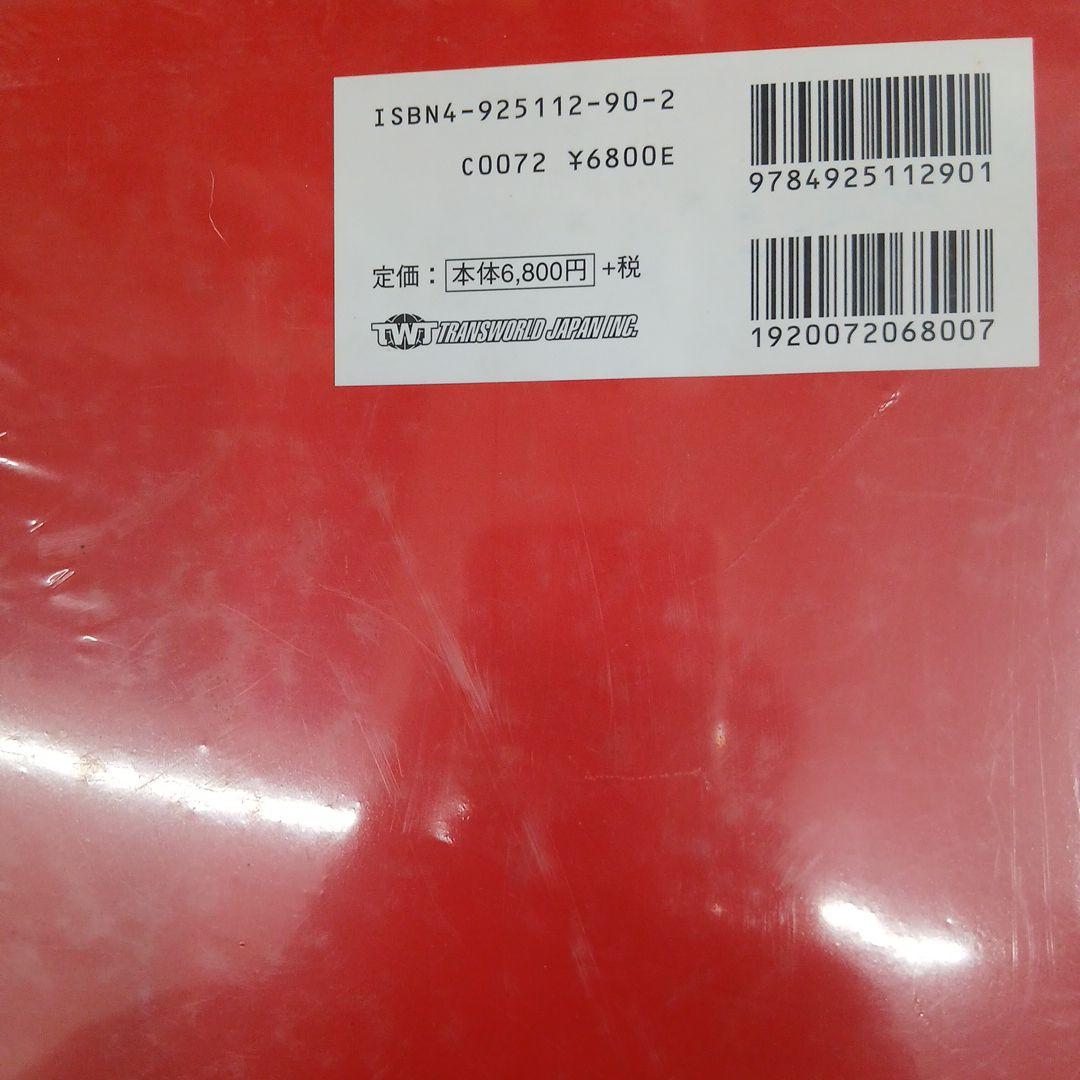 ISBN4-925112-90-2
C0072 ¥6800E
9784925112901
定価：本体6,800円+税
TWJ TRANSWORLD JAPAN INC.
1920072068007